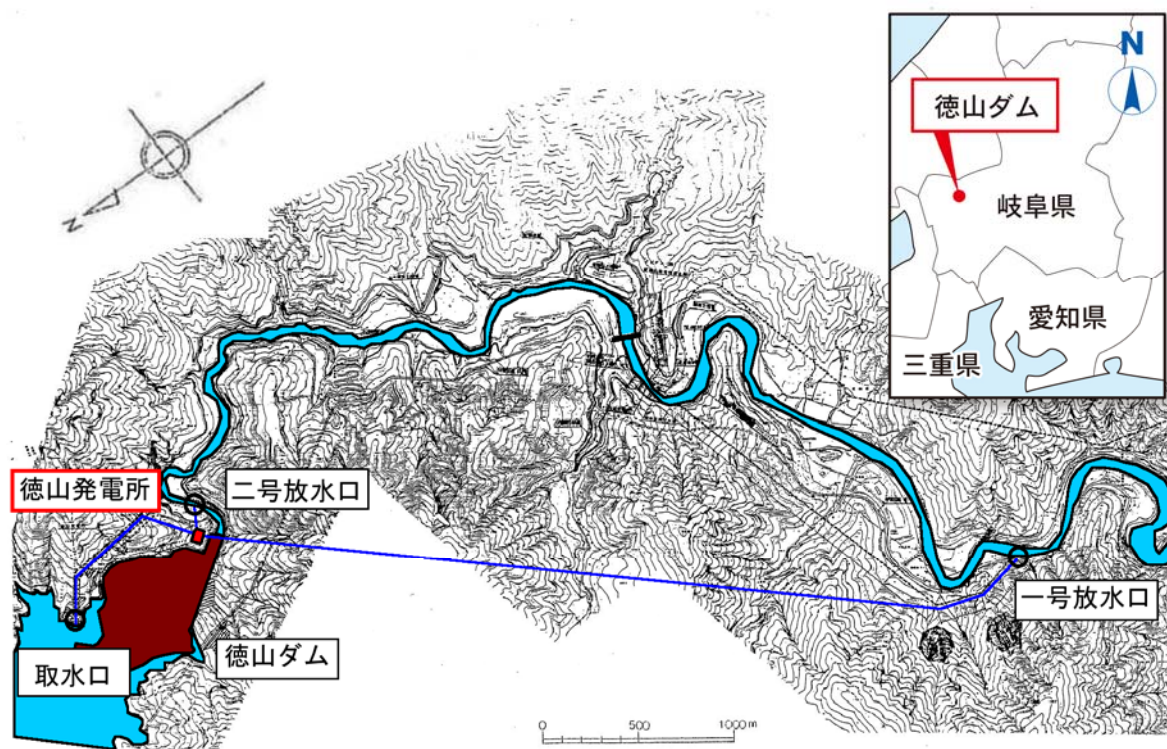 N
徳山ダム
岐阜県
愛知県
三重県
N
徳山発電所
二号放水口
一号放水口
徳山ダム
取水口
0 500 1000m